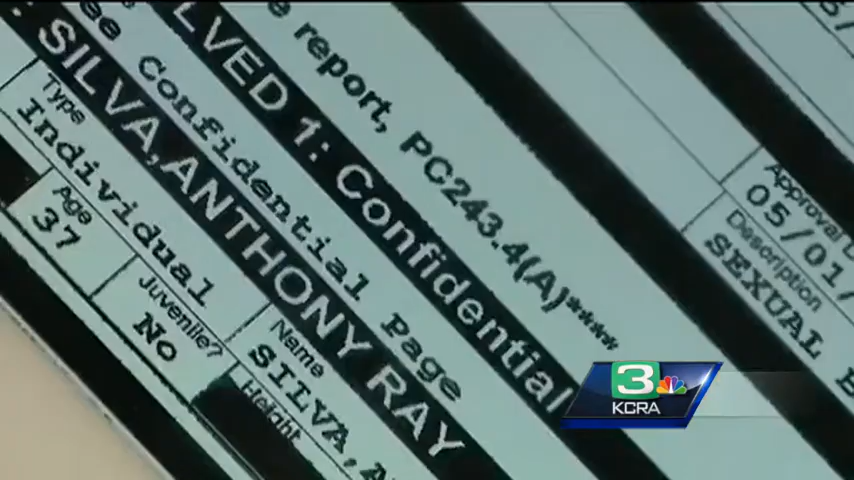 : SILVA,ANTHONY RAY
Type
Individual
Age
37
Juvenile?
No
Name
SILVA, A
Height
Confidential Page
LVED 1: Confidential
report, PC243.4(A)****
Approval
05/01/
Description
SEXUAL
3
KCRA